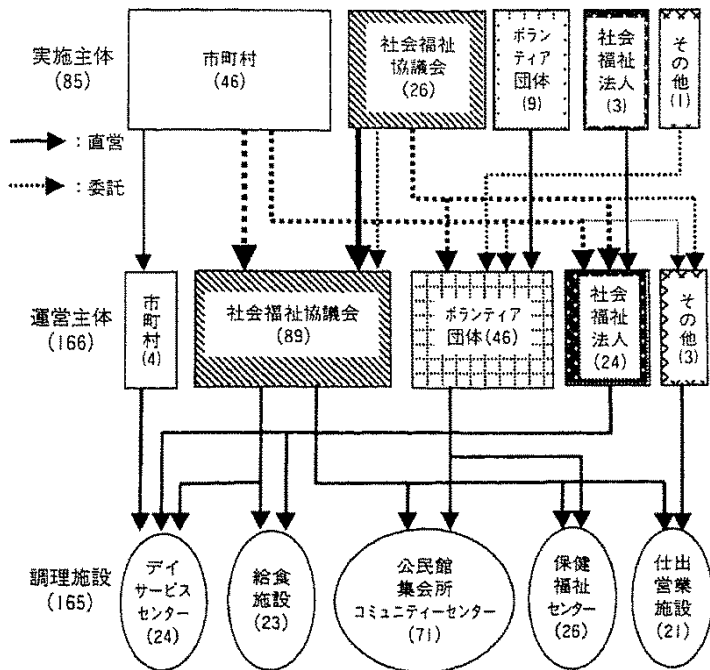 実施主体
(85)
市町村
(46)
社会福祉
協議会
(26)
ボラン
ティア
団体
(9)
社会
福祉
法人
(3)
その他
(1)
：直営
：委託
運営主体
(166)
市町村
(4)
社会福祉協議会
(89)
ボランティア
団体(46)
社会
福祉
法人
(24)
その他
(3)
調理施設
(165)
デイ
サービス
センター
(24)
給食
施設
(23)
公民館
集会所
コミュニティーセンター
(71)
保健
福祉
センター
(26)
仕出
営業
施設
(21)